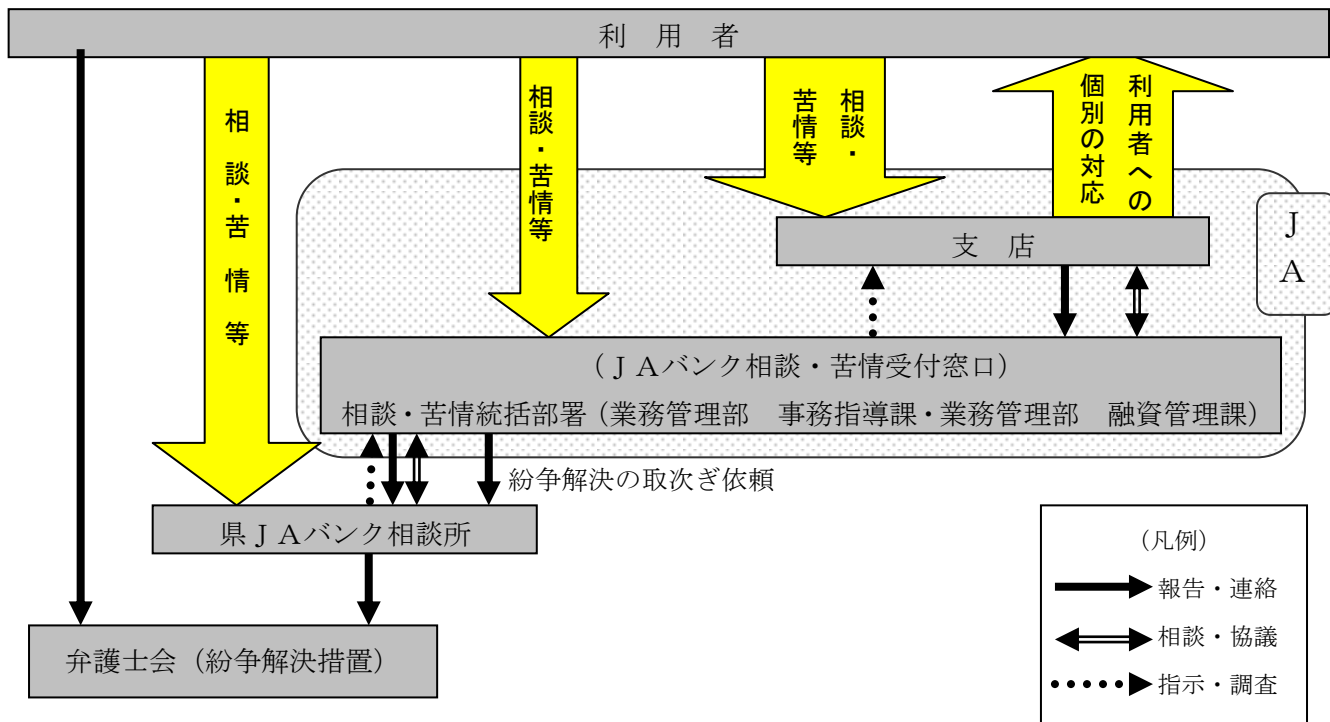 利　用　者
相　談・苦　情　等
相談・苦情等
相談・
苦情等
利用者への
個別の対応
ＪＡ
支　店
（ＪＡバンク相談・苦情受付窓口）
相談・苦情統括部署（業務管理部　事務指導課・業務管理部　融資管理課）
紛争解決の取次ぎ依頼
県ＪＡバンク相談所
弁護士会（紛争解決措置）
（凡例）
報告・連絡
相談・協議
指示・調査